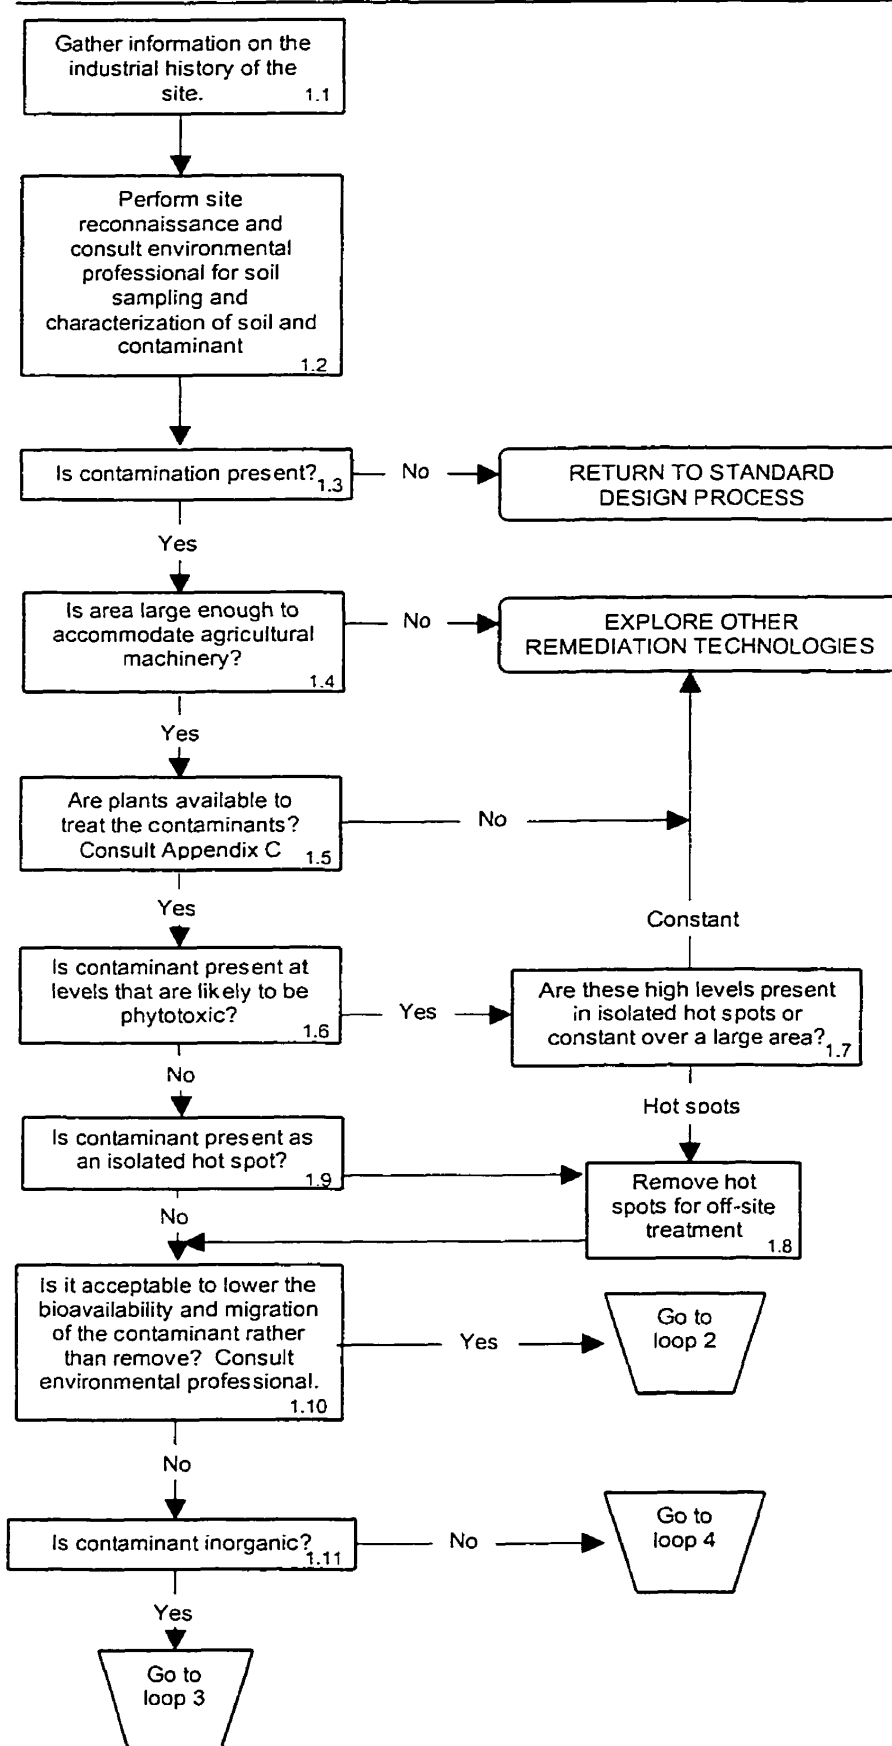 Gather information on the
industrial history of the
site.
1.1
Perform site
reconnaissance and
consult environmental
professional for soil
sampling and
characterization of soil and
contaminant
1.2
Is contamination present?
1.3
No
RETURN TO STANDARD
DESIGN PROCESS
Yes
Is area large enough to
accommodate agricultural
machinery?
1.4
No
EXPLORE OTHER
REMEDIATION TECHNOLOGIES
Yes
Are plants available to
treat the contaminants?
Consult Appendix C
1.5
No
Yes
Constant
Is contaminant present at
levels that are likely to be
phytotoxic?
1.6
Yes
Are these high levels present
in isolated hot spots or
constant over a large area?
1.7
No
Hot spots
Is contaminant present as
an isolated hot spot?
1.9
Remove hot
spots for off-site
treatment
1.8
No
Is it acceptable to lower the
bioavailability and migration
of the contaminant rather
than remove? Consult
environmental professional.
1.10
Yes
Go to
loop 2
No
Is contaminant inorganic?
1.11
No
Go to
loop 4
Yes
Go to
loop 3